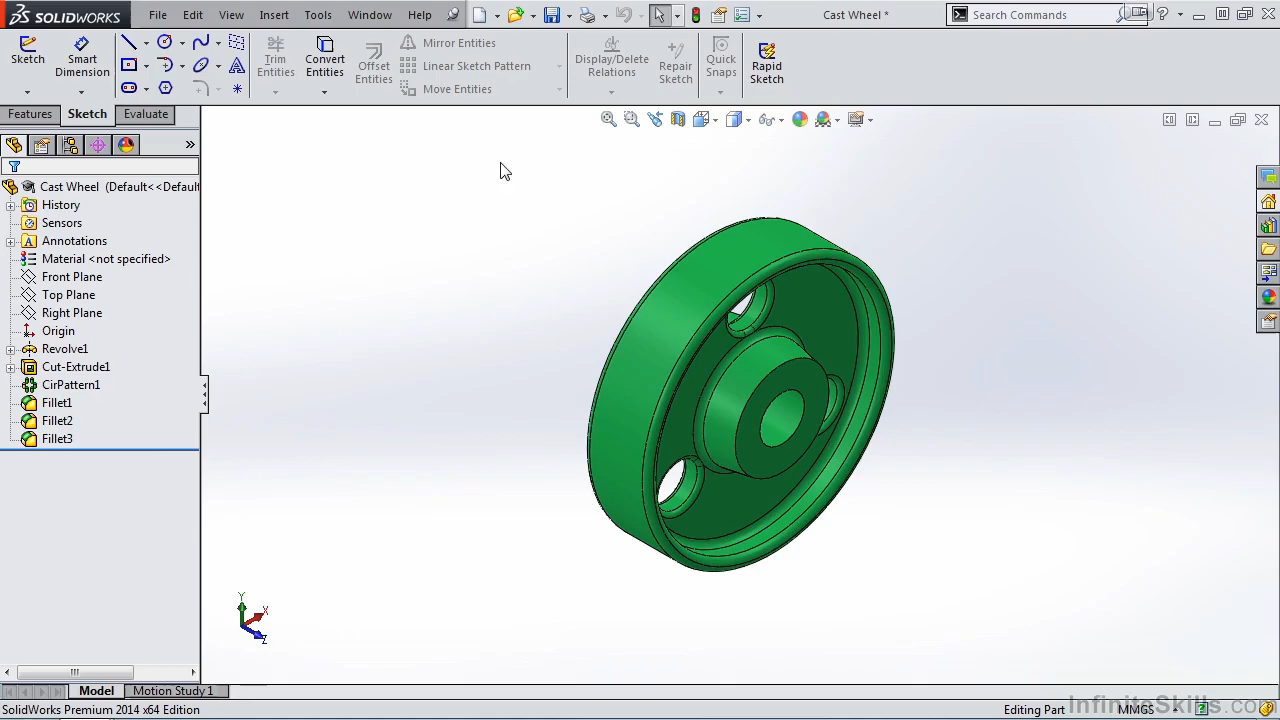 SOLIDWORKS
File Edit View Insert Tools Window Help
Cast Wheel *
Search Commands
Sketch
Smart Dimension
Trim Entities
Convert Entities
Offset Entities
Mirror Entities
Linear Sketch Pattern
Move Entities
Display/Delete Relations
Repair Sketch
Quick Snaps
Rapid Sketch
Features Sketch Evaluate
Cast Wheel (Default<<Default
History
Sensors
Annotations
Material <not specified>
Front Plane
Top Plane
Right Plane
Origin
Revolve1
Cut-Extrude1
CirPattern1
Fillet1
Fillet2
Fillet3
Y
X
Z
Model Motion Study 1
SolidWorks Premium 2014 x64 Edition
Editing Part
MMGS
InfiniteSkills.com